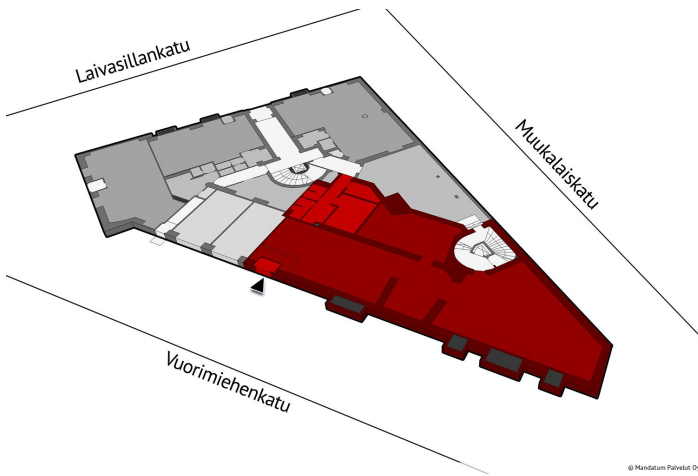 Laivasillankatu
Muukalaiskatu
Vuorimiehenkatu
© Mandatum Palvelut Oy